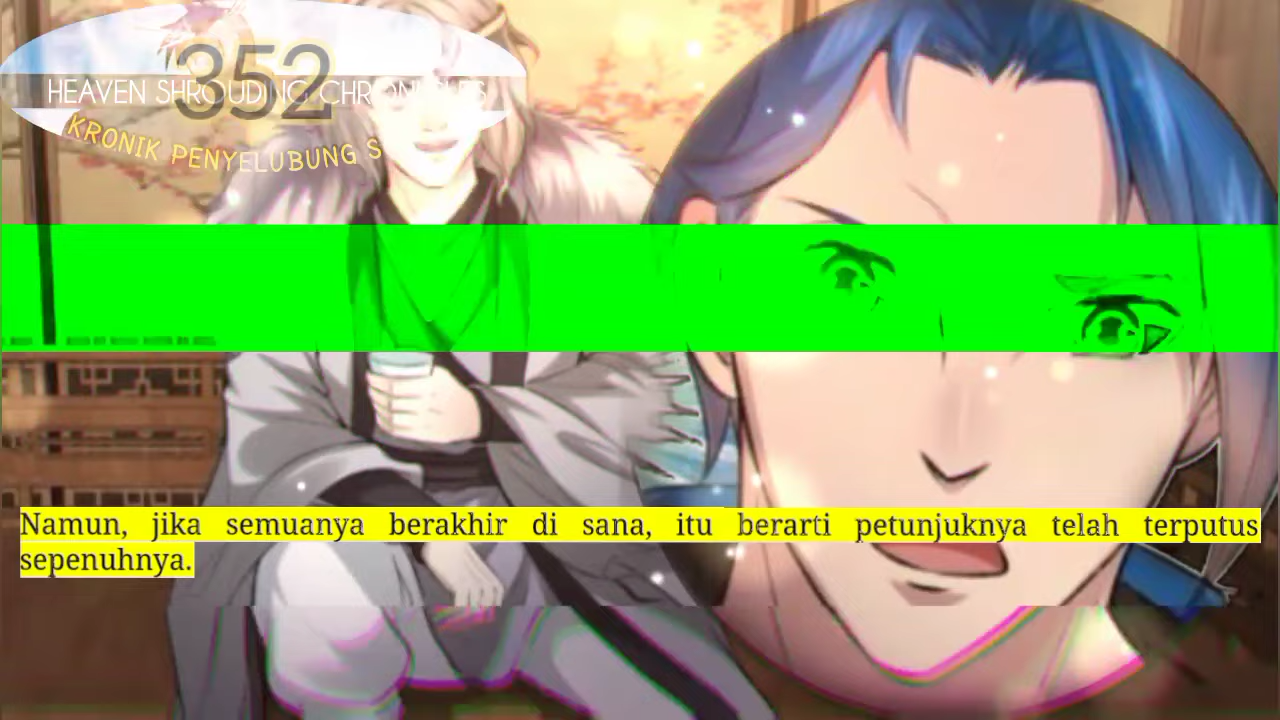 352
HEAVEN SHROUDING CHRONICLES
KRONIK PENYELUBUNG S
Namun, jika semuanya berakhir di sana, itu berarti petunjuknya telah terputus
sepenuhnya.